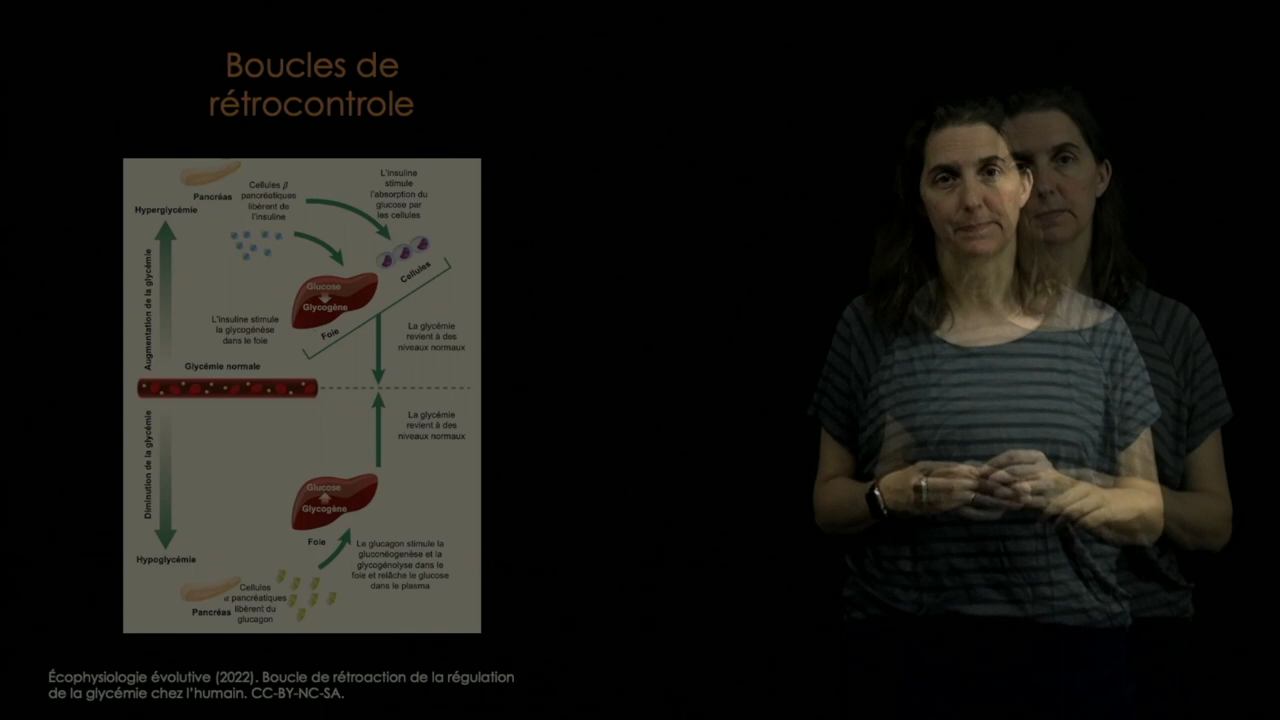 Boucles de
rétrocontrole
Pancréas
Cellules β
pancréatiques
libèrent de
l'insuline
L'insuline
stimule
l'absorption du
glucose par
les cellules
Hyperglycémie
Augmentation de la glycémie
Glucose
Glycogène
Cellules
Foie
L'insuline stimule
la glycogénèse
dans le foie
La glycémie
revient à des
niveaux normaux
Glycémie normale
Diminution de la glycémie
La glycémie
revient à des
niveaux normaux
Glucose
Glycogène
Foie
Hypoglycémie
Le glucagon stimule la
gluconéogenèse et la
glycogénolyse dans le
foie et relâche le glucose
dans le plasma
Pancréas
Cellules
α pancréatiques
libèrent du
glucagon
Écophysiologie évolutive (2022). Boucle de rétroaction de la régulation
de la glycémie chez l'humain. CC-BY-NC-SA.